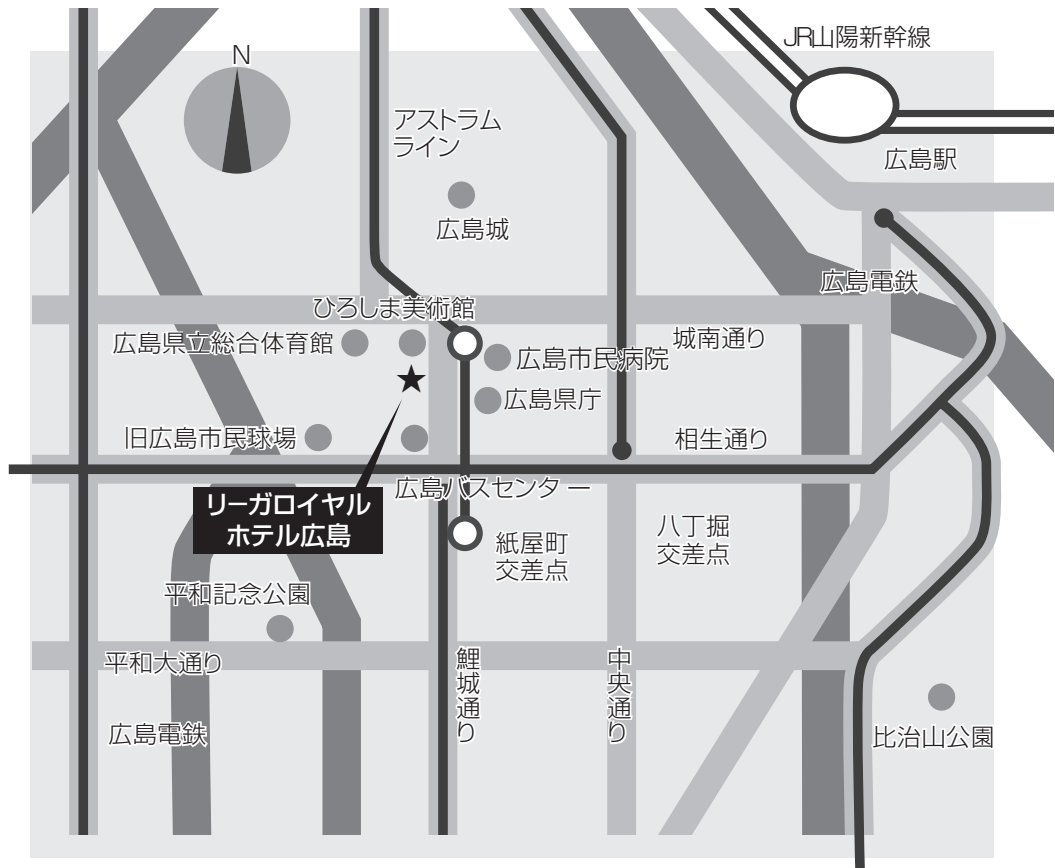 JR山陽新幹線
N
アストラム
ライン
広島駅
広島城
広島電鉄
ひろしま美術館
広島県立総合体育館
城南通り
広島市民病院
広島県庁
旧広島市民球場
相生通り
広島バスセンター
リーガロイヤル
ホテル広島
紙屋町
交差点
八丁堀
交差点
平和記念公園
平和大通り
鯉城通り
中央通り
広島電鉄
比治山公園